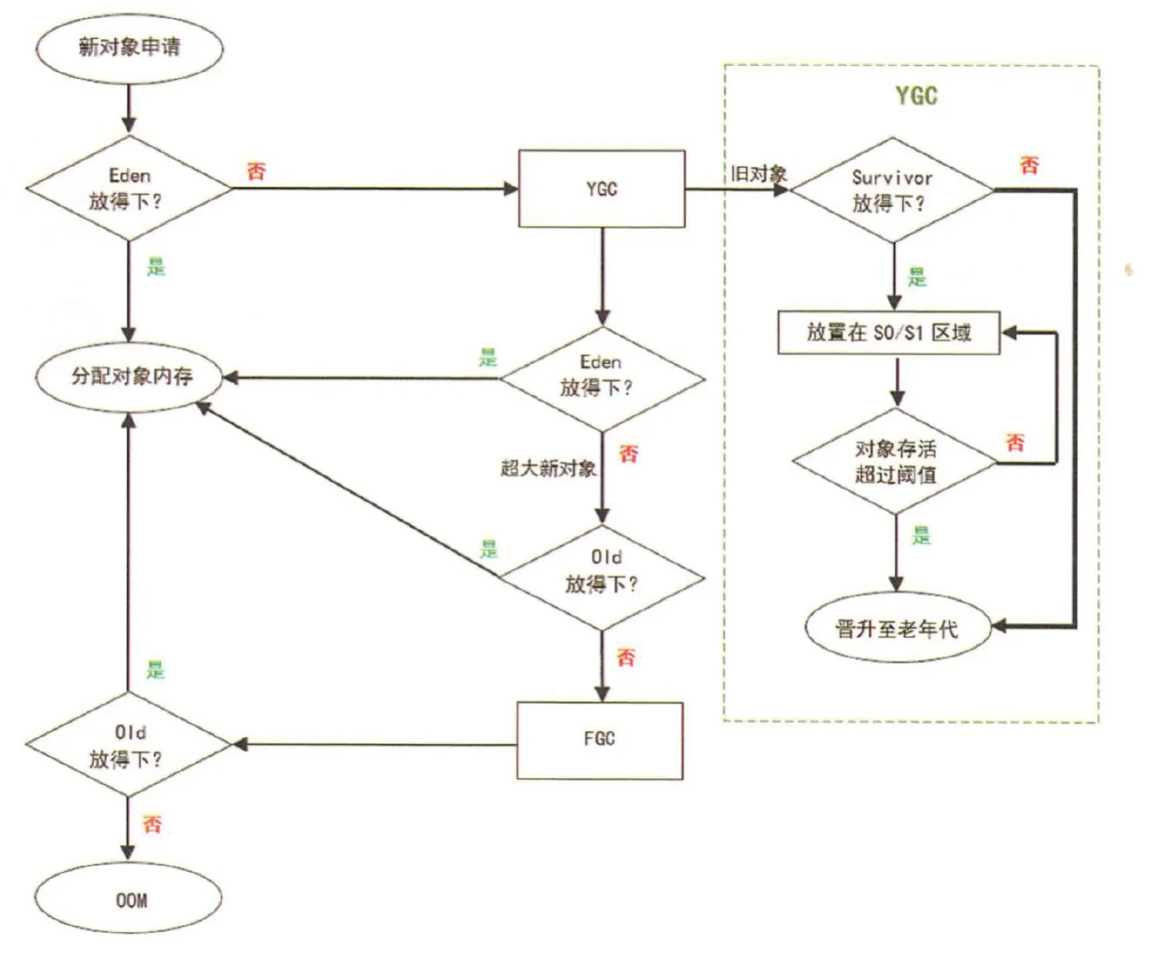 新对象申请
YGC
Eden
放得下?
否
YGC
旧对象
Survivor
放得下?
否
是
是
放置在 S0/S1 区域
分配对象内存
是
Eden
放得下?
否
超大新对象
对象存活
超过阈值
否
是
是
Old
放得下?
否
晋升至老年代
是
Old
放得下?
FGC
否
OOM